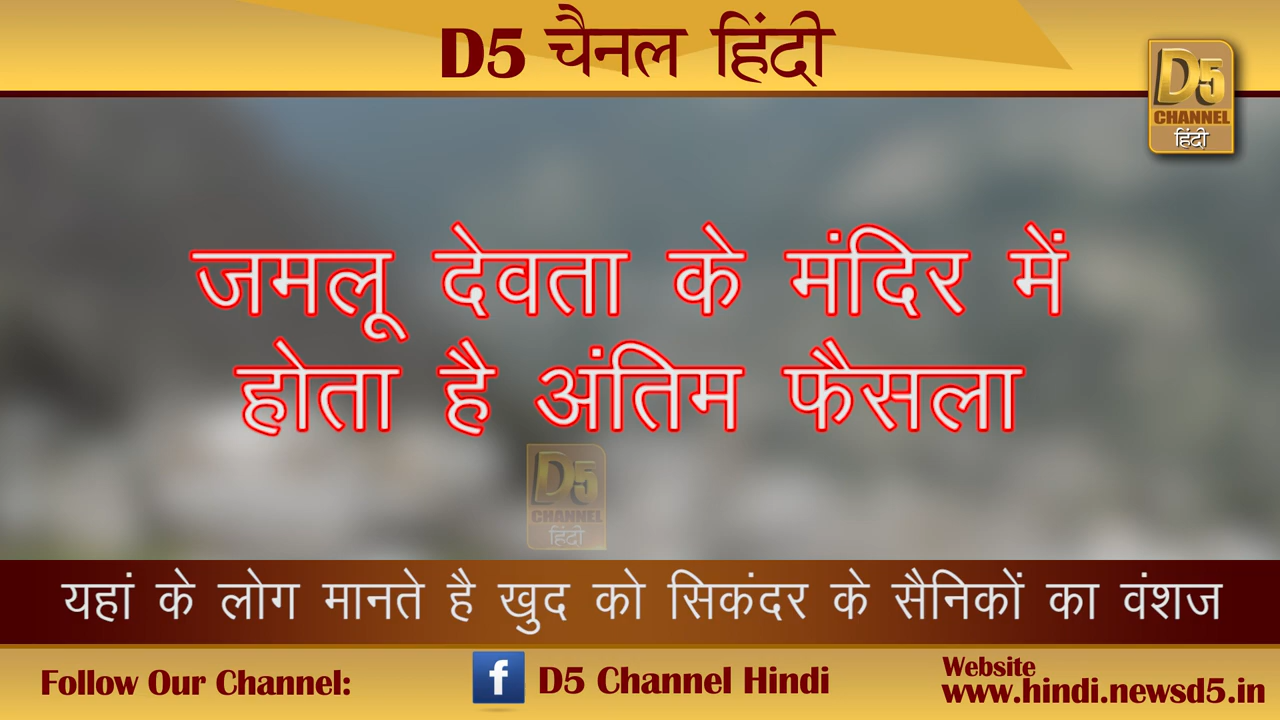 D5 चैनल हिंदी
D5
CHANNEL
हिंदी
जमलू देवता के मंदिर में
होता है अंतिम फैसला
D5
CHANNEL
हिंदी
यहां के लोग मानते है खुद को सिकंदर के सैनिकों का वंशज
Follow Our Channel:
f
D5 Channel Hindi
Website
www.hindi.newsd5.in